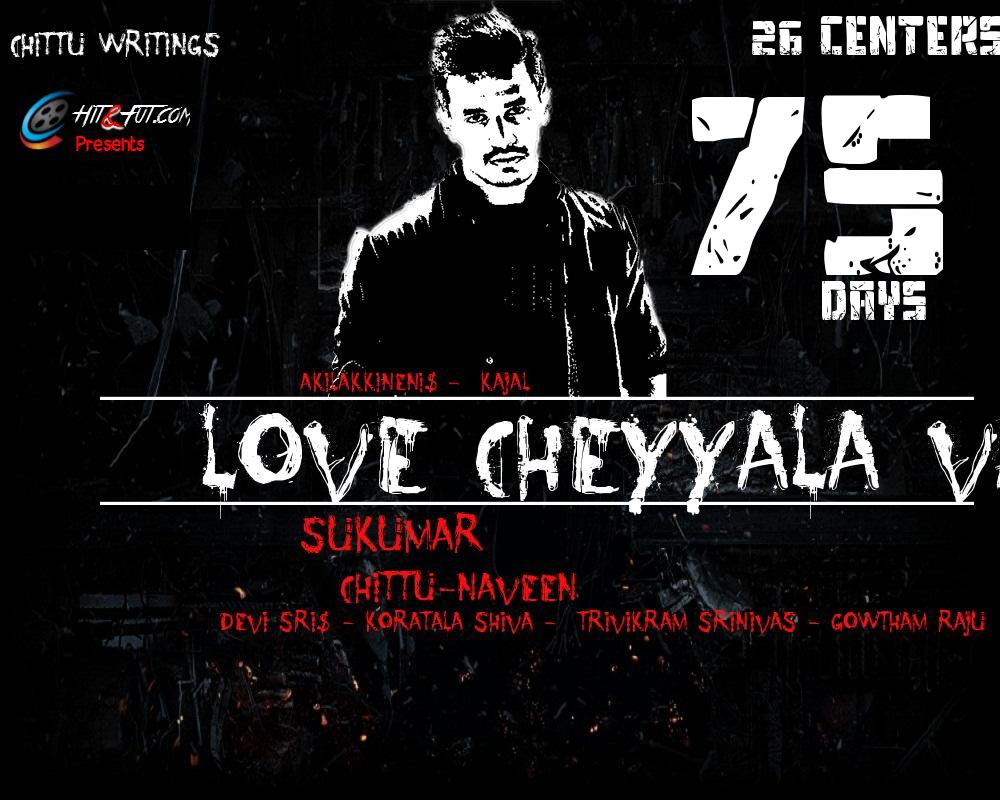 CHITTU WRITINGS
26 CENTERS
HIT&FUT.COM
Presents
75
DAYS
AKILAKKINENI$ - KAJAL
LOVE CHEYYALA
SUKUMAR
CHITTU-NAVEEN
DEVI SRI$ - KORATALA SHIVA - TRIVIKRAM SRINIVAS - GOWTHAM RAJU